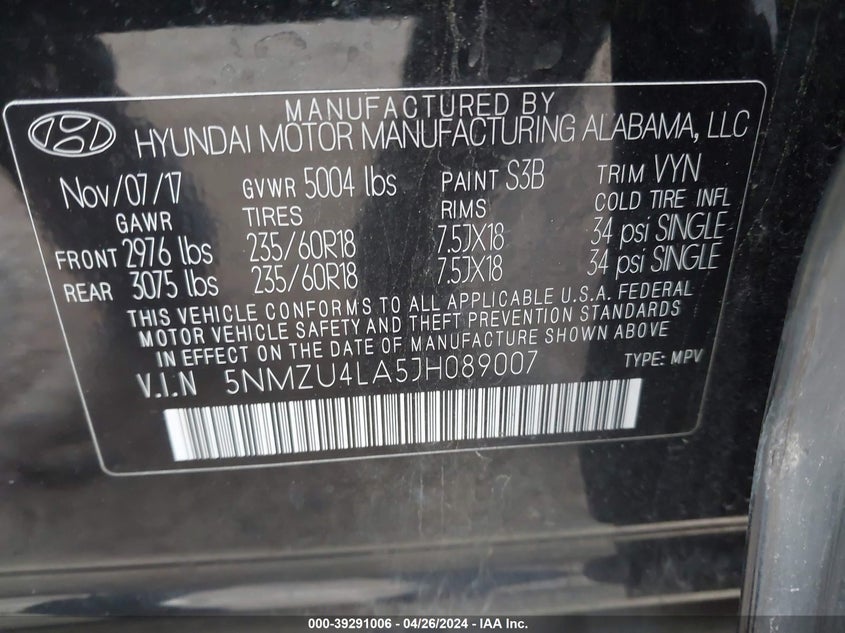 MANUFACTURED BY
HYUNDAI MOTOR MANUFACTURING ALABAMA, LLC
Nov/07/17 GVWR 5004 lbs PAINT S3B TRIM VYN
GAWR TIRES RIMS COLD TIRE INFL
FRONT 2976 lbs 235/60R18 7.5JX18 34 psi SINGLE
REAR 3075 lbs 235/60R18 7.5JX18 34 psi SINGLE
THIS VEHICLE CONFORMS TO ALL APPLICABLE U.S.A. FEDERAL
MOTOR VEHICLE SAFETY AND THEFT PREVENTION STANDARDS
IN EFFECT ON THE DATE OF MANUFACTURE SHOWN ABOVE
V.I.N 5NMZU4LA5JH089007 TYPE: MPV
000-39291006 - 04/26/2024 - IAA Inc.